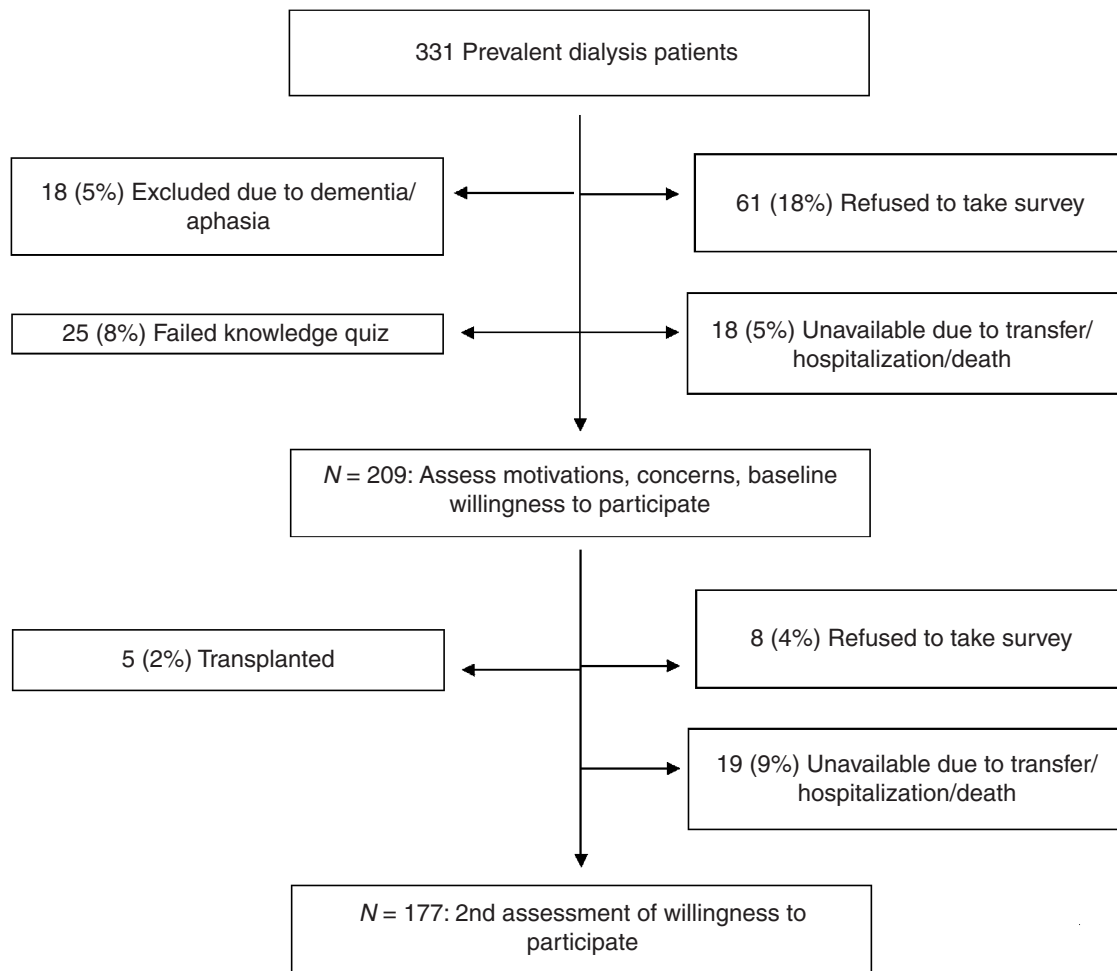 331 Prevalent dialysis patients
18 (5%) Excluded due to dementia/
aphasia
61 (18%) Refused to take survey
25 (8%) Failed knowledge quiz
18 (5%) Unavailable due to transfer/
hospitalization/death
N = 209: Assess motivations, concerns, baseline
willingness to participate
5 (2%) Transplanted
8 (4%) Refused to take survey
19 (9%) Unavailable due to transfer/
hospitalization/death
N = 177: 2nd assessment of willingness to
participate